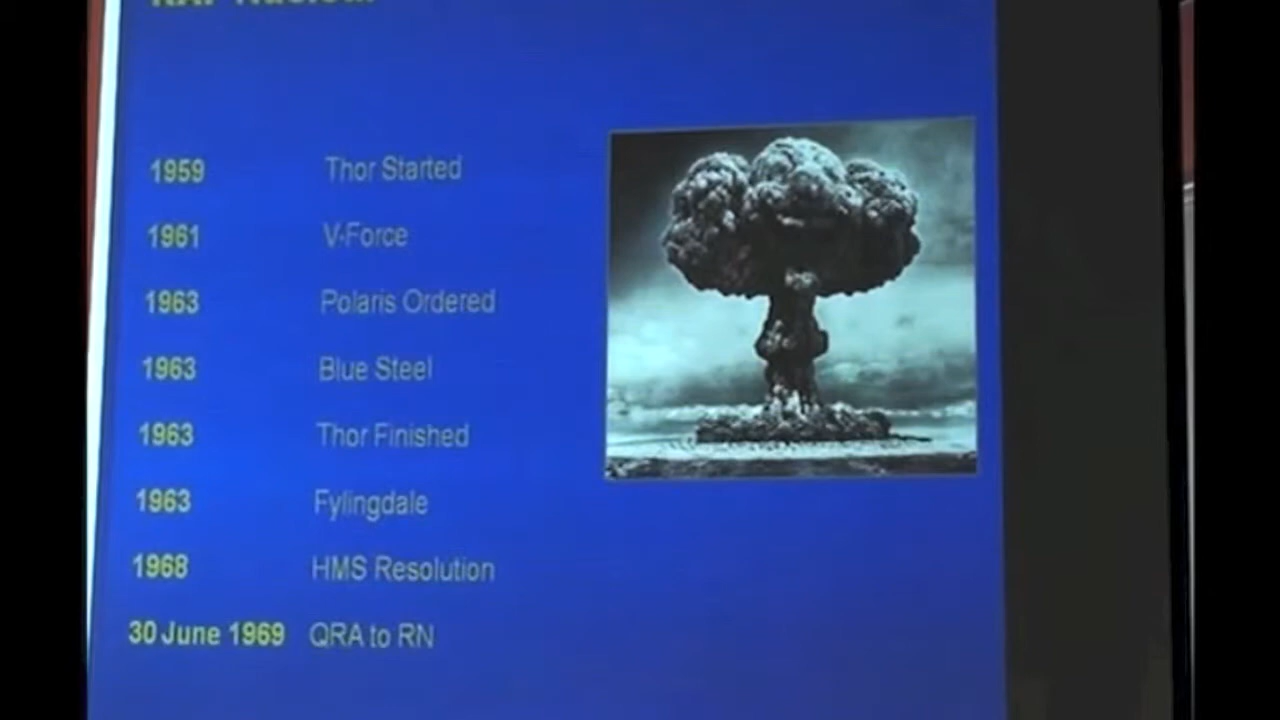 1959 Thor Started
1961 V-Force
1963 Polaris Ordered
1963 Blue Steel
1963 Thor Finished
1963 Fylingdale
1968 HMS Resolution
30 June 1969 QRA to RN